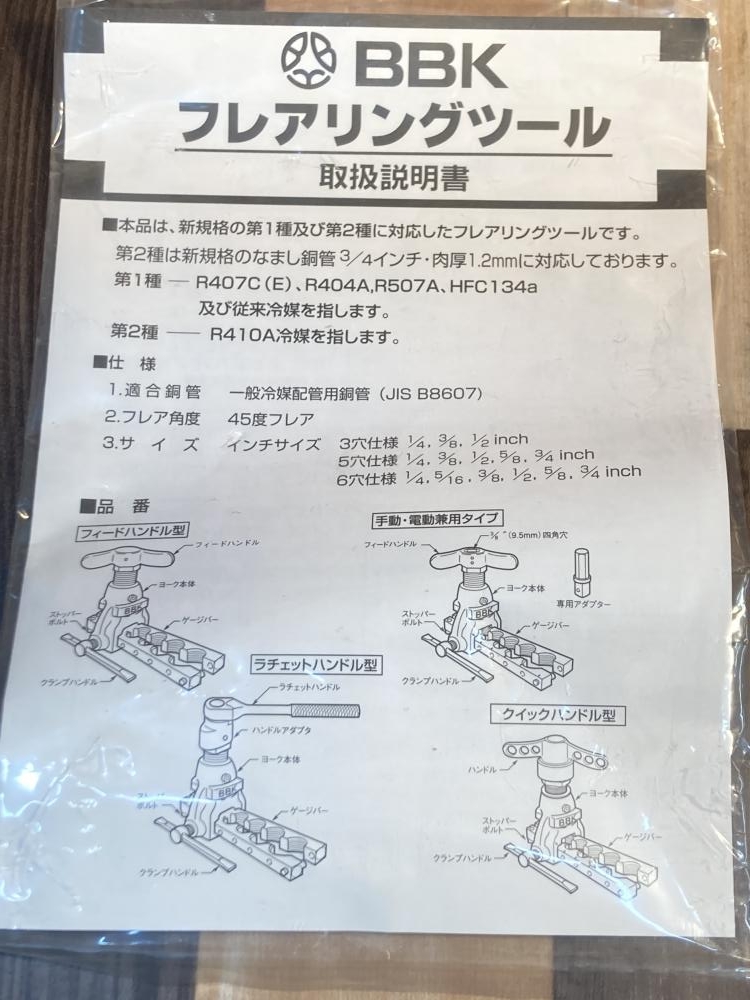 BBK
フレアリングツール
取扱説明書
■本品は、新規格の第1種及び第2種に対応したフレアリングツールです。
第2種は新規格のなまし銅管3/4インチ・肉厚1.2mmに対応しております。
第1種 ― R407C(E)、R404A,R507A、HFC134a
及び従来冷媒を指します。
第2種 ― R410A冷媒を指します。
■仕 様
1.適合銅管 一般冷媒配管用銅管(JIS B8607)
2.フレア角度 45度フレア
3.サイズ インチサイズ 3穴仕様 1/4, 3/8, 1/2 inch
5穴仕様 1/4, 3/8, 1/2, 5/8, 3/4 inch
6穴仕様 1/4, 5/16, 3/8, 1/2, 5/8, 3/4 inch
■品 番
フィードハンドル型
フィードハンドル
ヨーク本体
BBK
ストッパー
ボルト
ゲージバー
クランプハンドル
手動・電動兼用タイプ
3/8"(9.5mm)四角穴
フィードハンドル
ヨーク本体
専用アダプター
BBK
ストッパー
ボルト
ゲージバー
クランプハンドル
ラチェットハンドル型
ラチェットハンドル
ハンドルアダプタ
ヨーク本体
BBK
ストッパー
ボルト
ゲージバー
クランプハンドル
クイックハンドル型
ハンドル
ヨーク本体
BBK
ストッパー
ボルト
ゲージバー
クランプハンドル